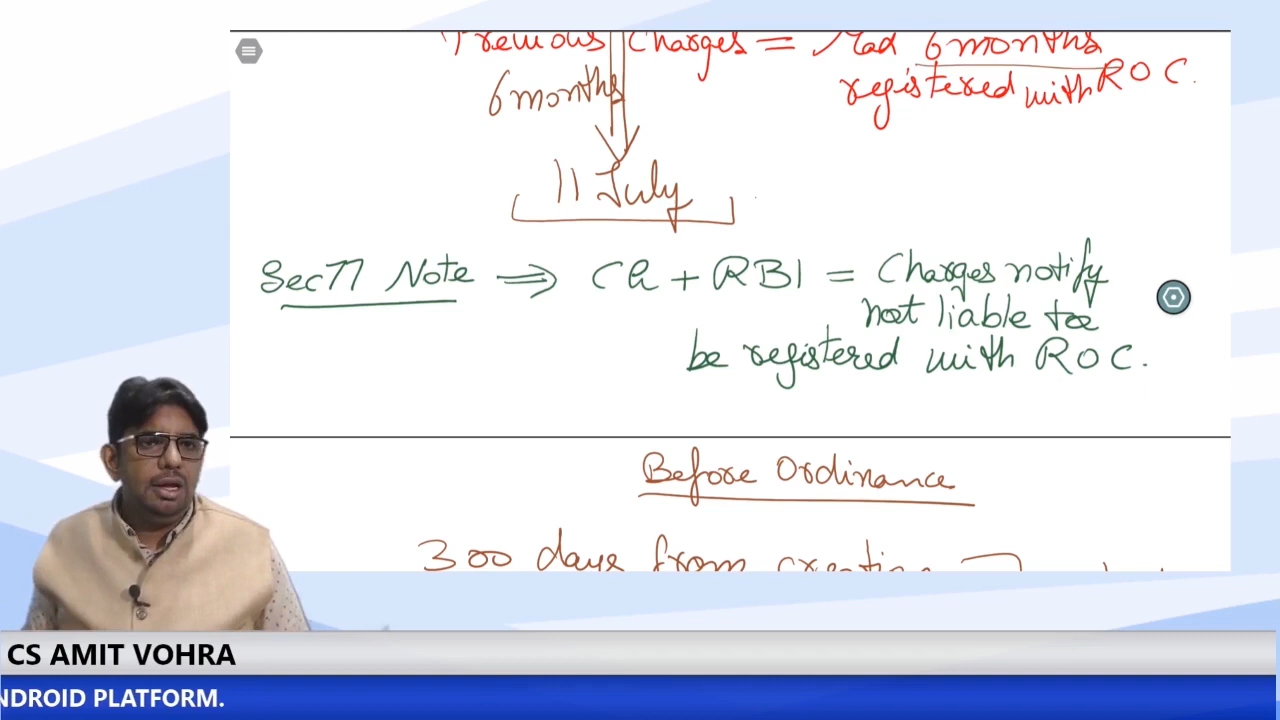 Previous Charges = Had 6 months
6 months registered with ROC.
11 July
Sec 77 Note ⇒ CG + RBI = Charges notify
not liable to
be registered with ROC.
Before Ordinance
300 days from creation
CS AMIT VOHRA
NDROID PLATFORM.